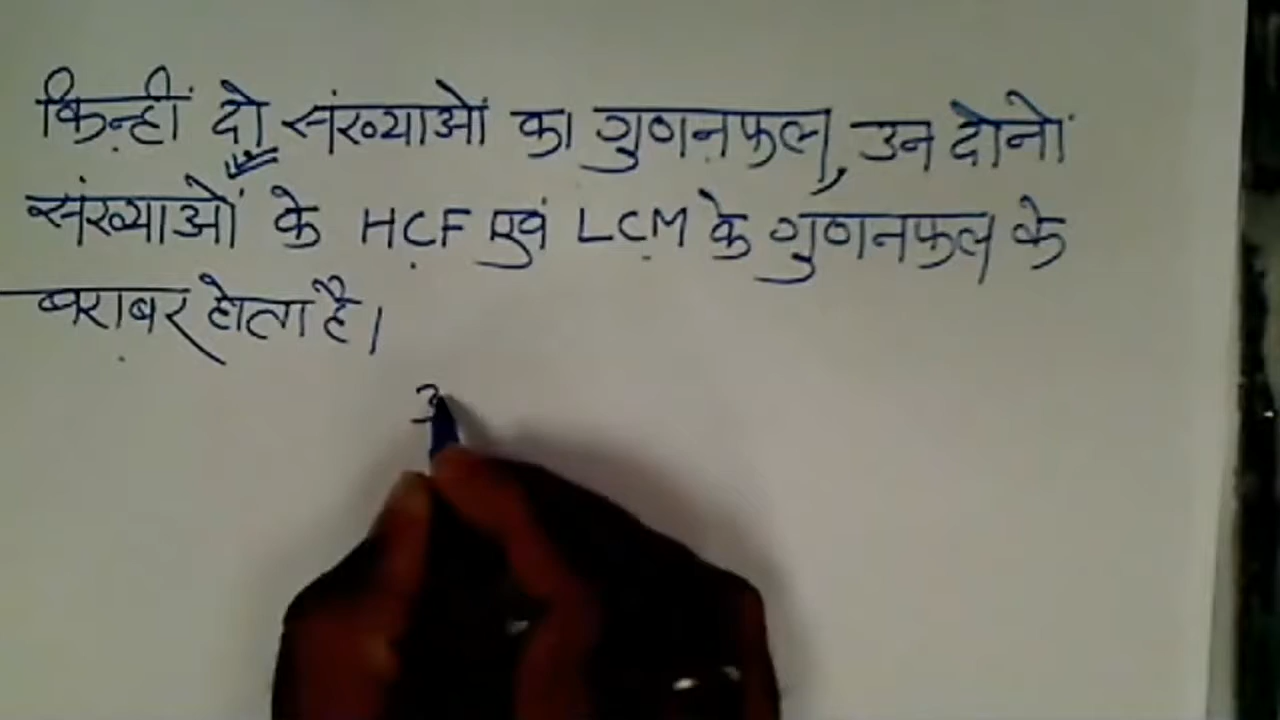 किन्हीं दो संख्याओं का गुणनफल, उन दोनों
संख्याओं के HCF एवं LCM के गुणनफल के
बराबर होता है।